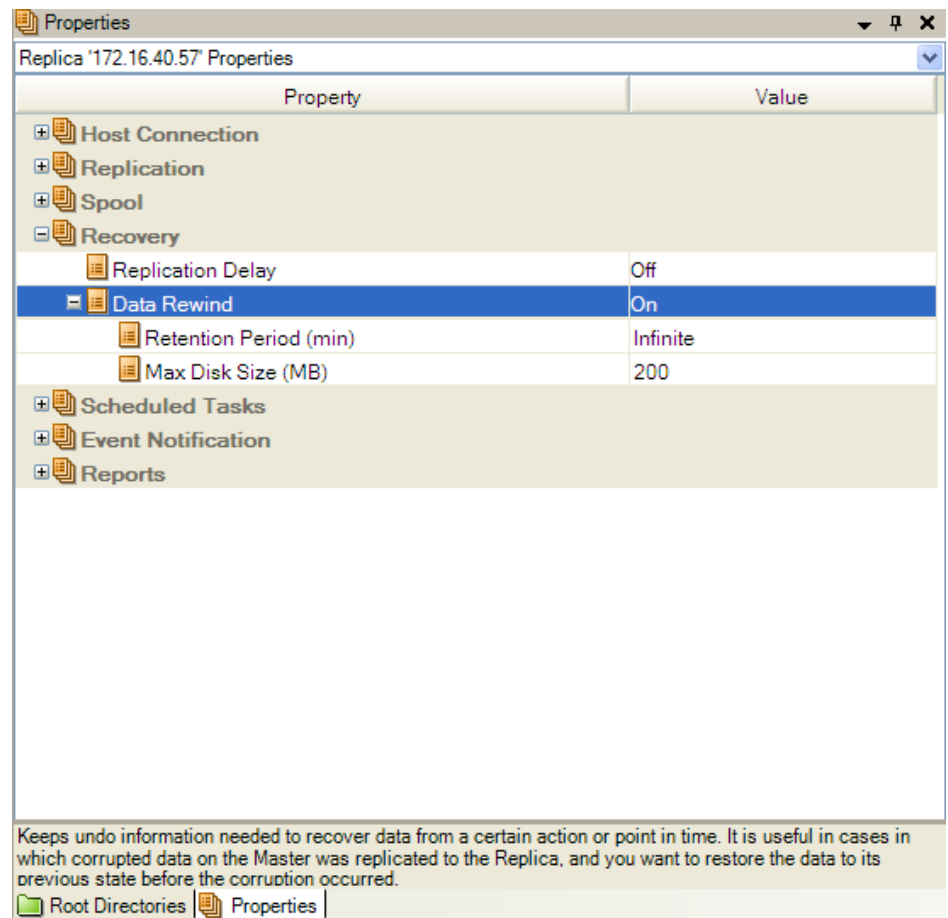 Properties
Replica '172.16.40.57' Properties
Property Value
Host Connection
Replication
Spool
Recovery
Replication Delay Off
Data Rewind On
Retention Period (min) Infinite
Max Disk Size (MB) 200
Scheduled Tasks
Event Notification
Reports
Keeps undo information needed to recover data from a certain action or point in time. It is useful in cases in
which corrupted data on the Master was replicated to the Replica, and you want to restore the data to its
previous state before the corruption occurred.
Root Directories Properties